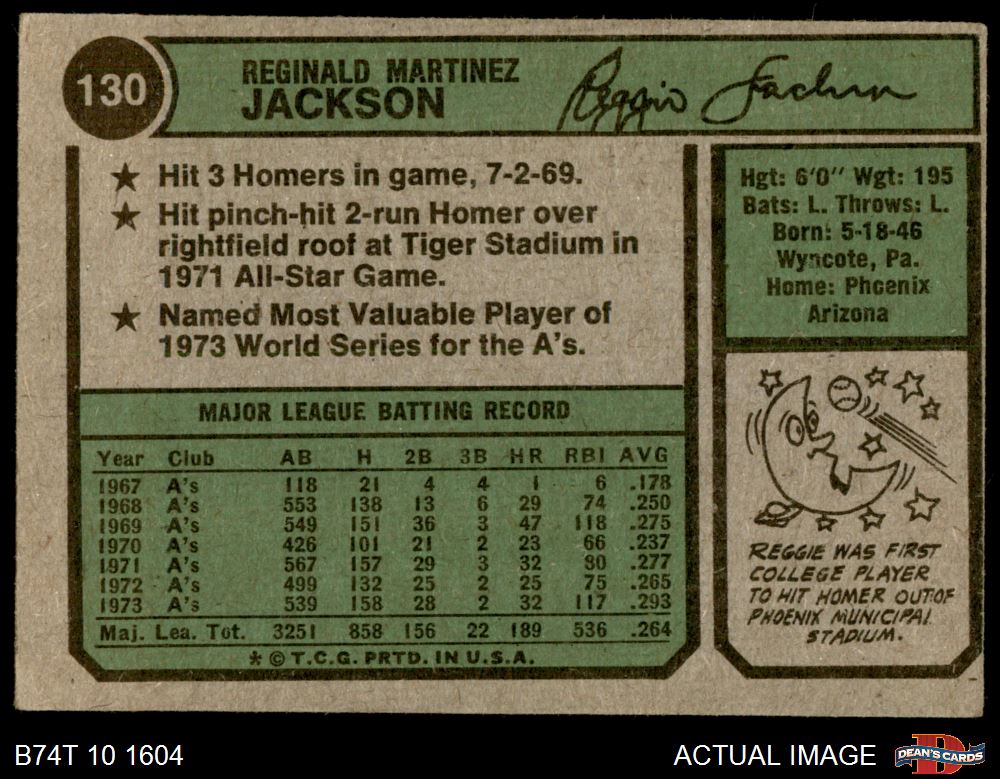 130
REGINALD MARTINEZ
JACKSON
Reggie Jackson
★ Hit 3 Homers in game, 7-2-69.
★ Hit pinch-hit 2-run Homer over
rightfield roof at Tiger Stadium in
1971 All-Star Game.
★ Named Most Valuable Player of
1973 World Series for the A's.
Hgt: 6'0" Wgt: 195
Bats: L. Throws: L.
Born: 5-18-46
Wyncote, Pa.
Home: Phoenix
Arizona
MAJOR LEAGUE BATTING RECORD
Year Club AB H 2B 3B HR RBI AVG
1967 A's 118 21 4 4 1 6 .178
1968 A's 553 138 13 6 29 74 .250
1969 A's 549 151 36 3 47 118 .275
1970 A's 426 101 21 2 23 66 .237
1971 A's 567 157 29 3 32 80 .277
1972 A's 499 132 25 2 25 75 .265
1973 A's 539 158 28 2 32 117 .293
Maj. Lea. Tot. 3251 858 156 22 189 536 .264
* © T.C.G. PRTD. IN U.S.A.
REGGIE WAS FIRST
COLLEGE PLAYER
TO HIT HOMER OUT OF
PHOENIX MUNICIPAL
STADIUM.
B74T 10 1604
ACTUAL IMAGE
DEAN'S CARDS